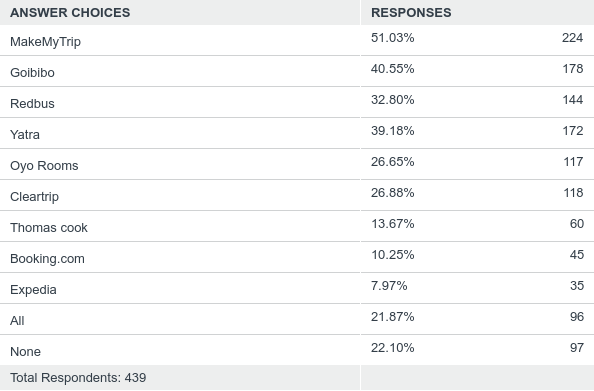 ANSWER CHOICES RESPONSES
MakeMyTrip 51.03% 224
Goibibo 40.55% 178
Redbus 32.80% 144
Yatra 39.18% 172
Oyo Rooms 26.65% 117
Cleartrip 26.88% 118
Thomas cook 13.67% 60
Booking.com 10.25% 45
Expedia 7.97% 35
All 21.87% 96
None 22.10% 97
Total Respondents: 439